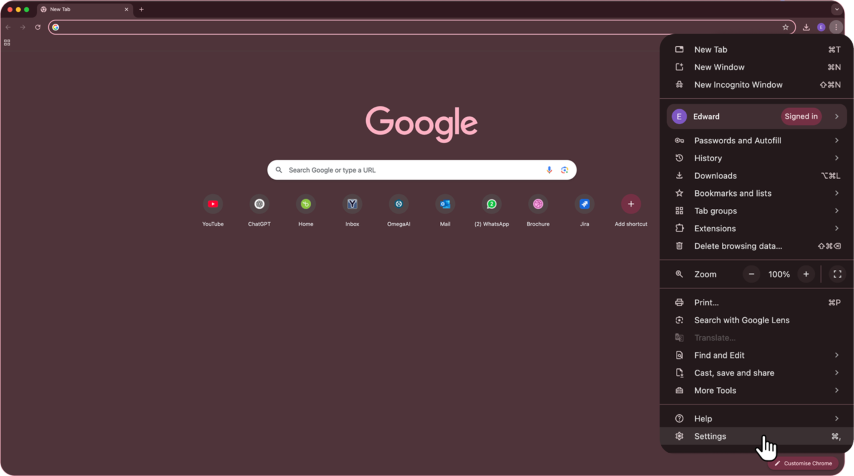 New Tab
E
New Tab ⌘T
New Window ⌘N
New Incognito Window ⇧⌘N
E Edward Signed in
Passwords and Autofill
History
Downloads ⌥⌘L
Bookmarks and lists
Tab groups
Extensions
Delete browsing data... ⇧⌘⌫
Zoom − 100% +
Print... ⌘P
Search with Google Lens
Translate...
Find and Edit
Cast, save and share
More Tools
Help
Settings ⌘,
Google
Search Google or type a URL
YouTube
ChatGPT
Home
Inbox
OmegaAI
Mail
(2) WhatsApp
Brochure
Jira
Add shortcut
Customise Chrome